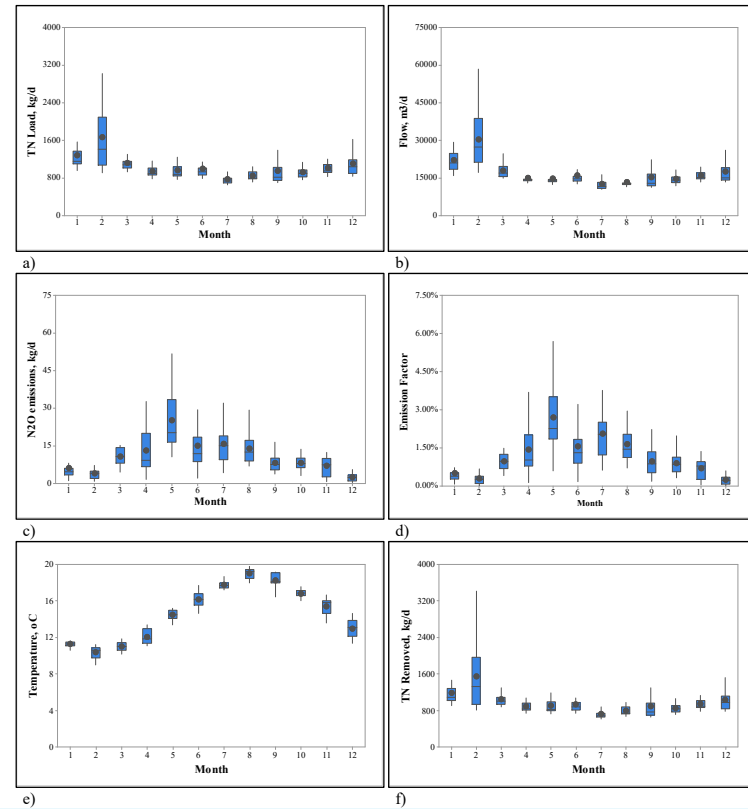 4000
3200
2400
1600
800
0
TN Load, kg/d
1 2 3 4 5 6 7 8 9 10 11 12
Month
a)
75000
60000
45000
30000
15000
0
Flow, m3/d
1 2 3 4 5 6 7 8 9 10 11 12
Month
b)
75
60
45
30
15
0
N2O emissions, kg/d
1 2 3 4 5 6 7 8 9 10 11 12
Month
c)
7.50%
6.00%
4.50%
3.00%
1.50%
0.00%
Emission Factor
1 2 3 4 5 6 7 8 9 10 11 12
Month
d)
20
16
12
8
4
0
Temperature, oC
1 2 3 4 5 6 7 8 9 10 11 12
Month
e)
4000
3200
2400
1600
800
0
TN Removed, kg/d
1 2 3 4 5 6 7 8 9 10 11 12
Month
f)